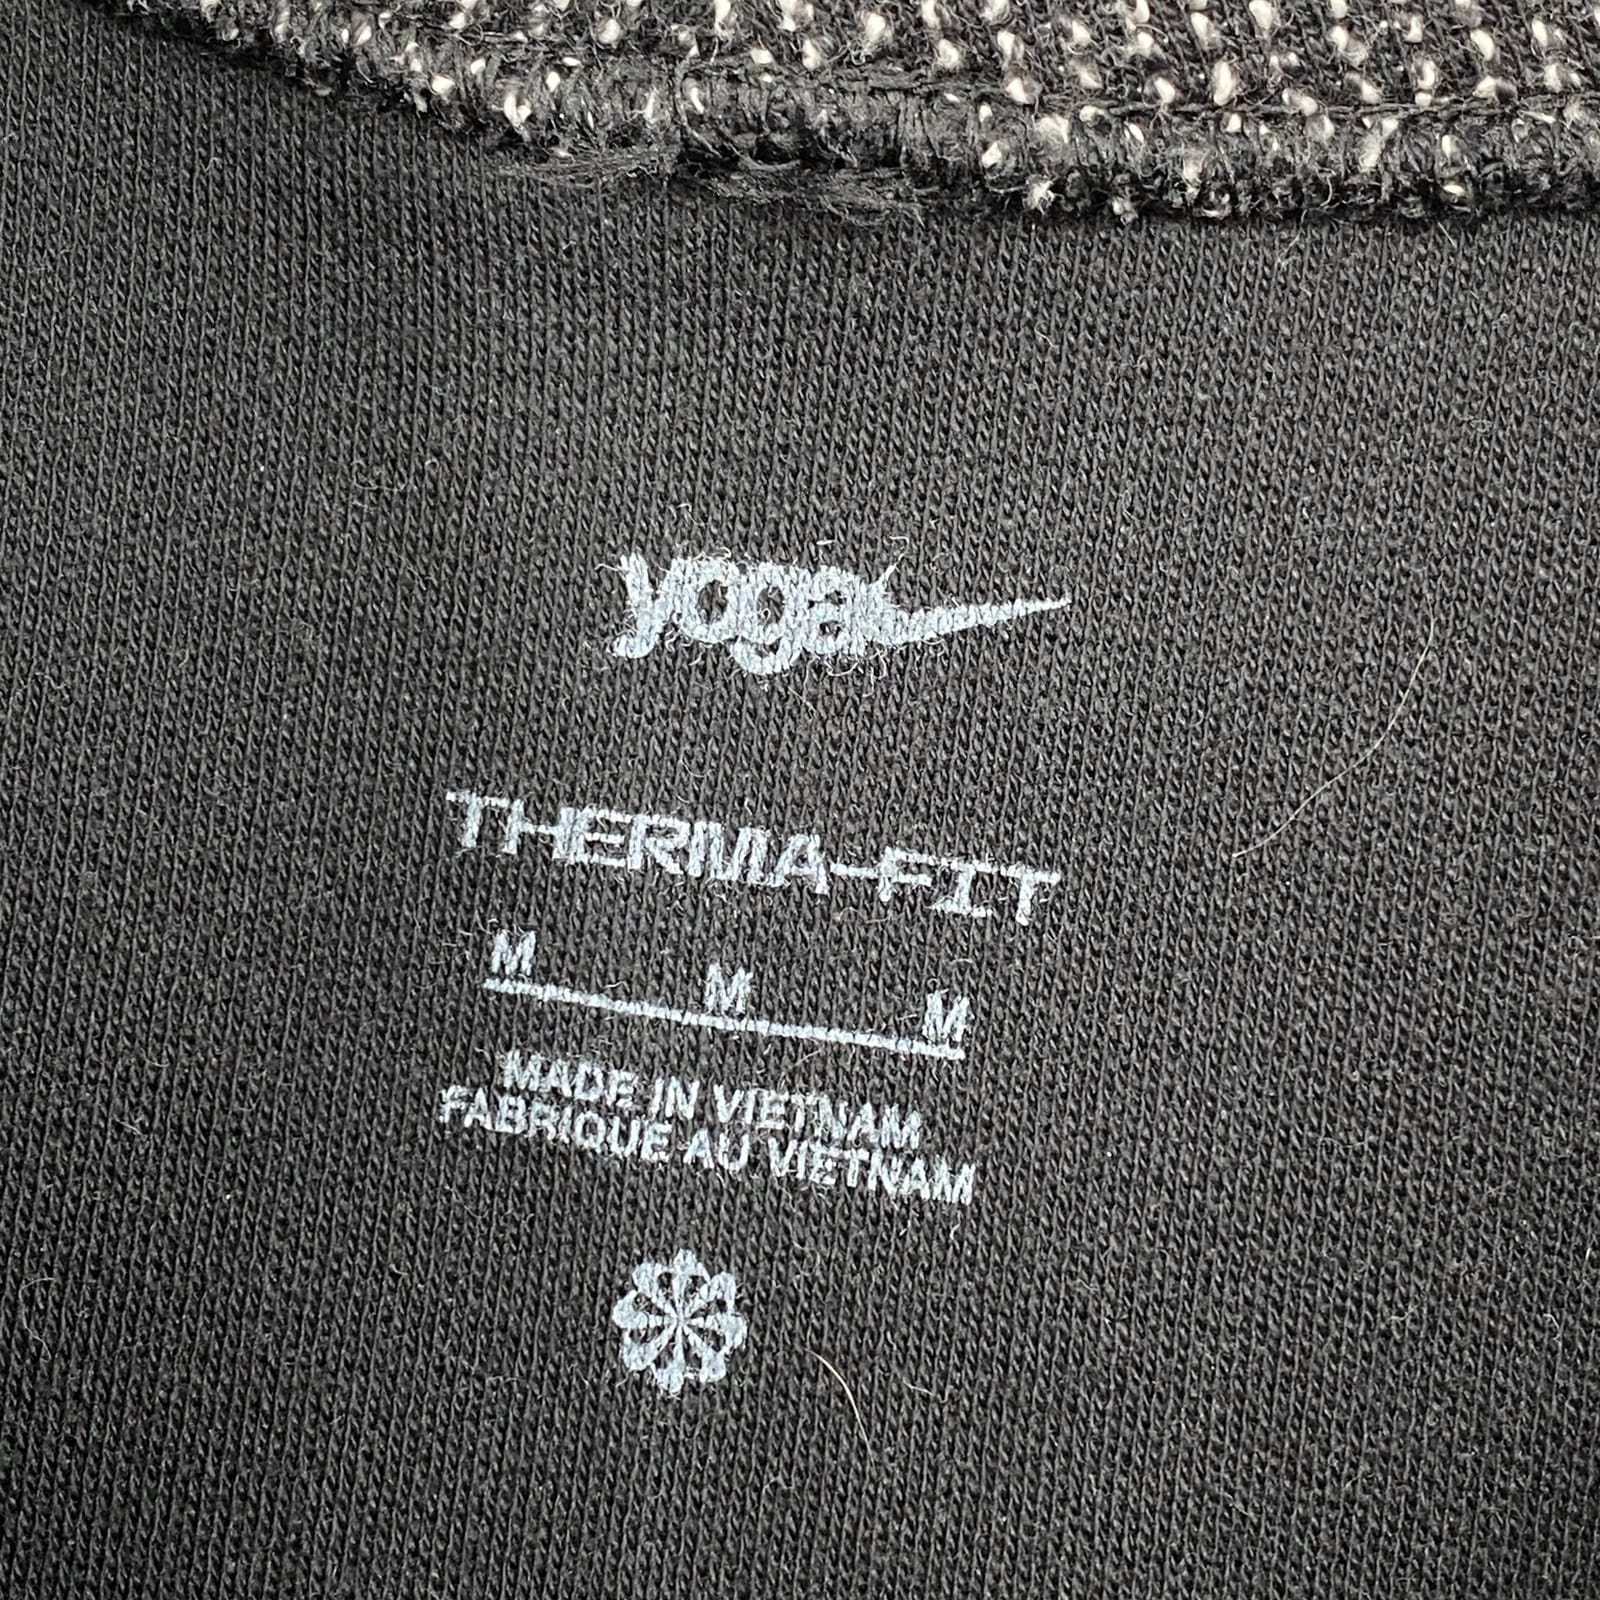 yoga
THERMA-FIT
M M M
MADE IN VIETNAM
FABRIQUE AU VIETNAM